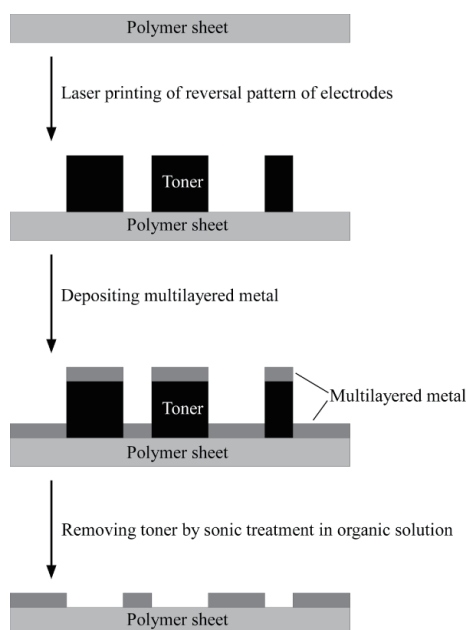 Polymer sheet
Laser printing of reversal pattern of electrodes
Toner
Polymer sheet
Depositing multilayered metal
Multilayered metal
Toner
Polymer sheet
Removing toner by sonic treatment in organic solution
Polymer sheet